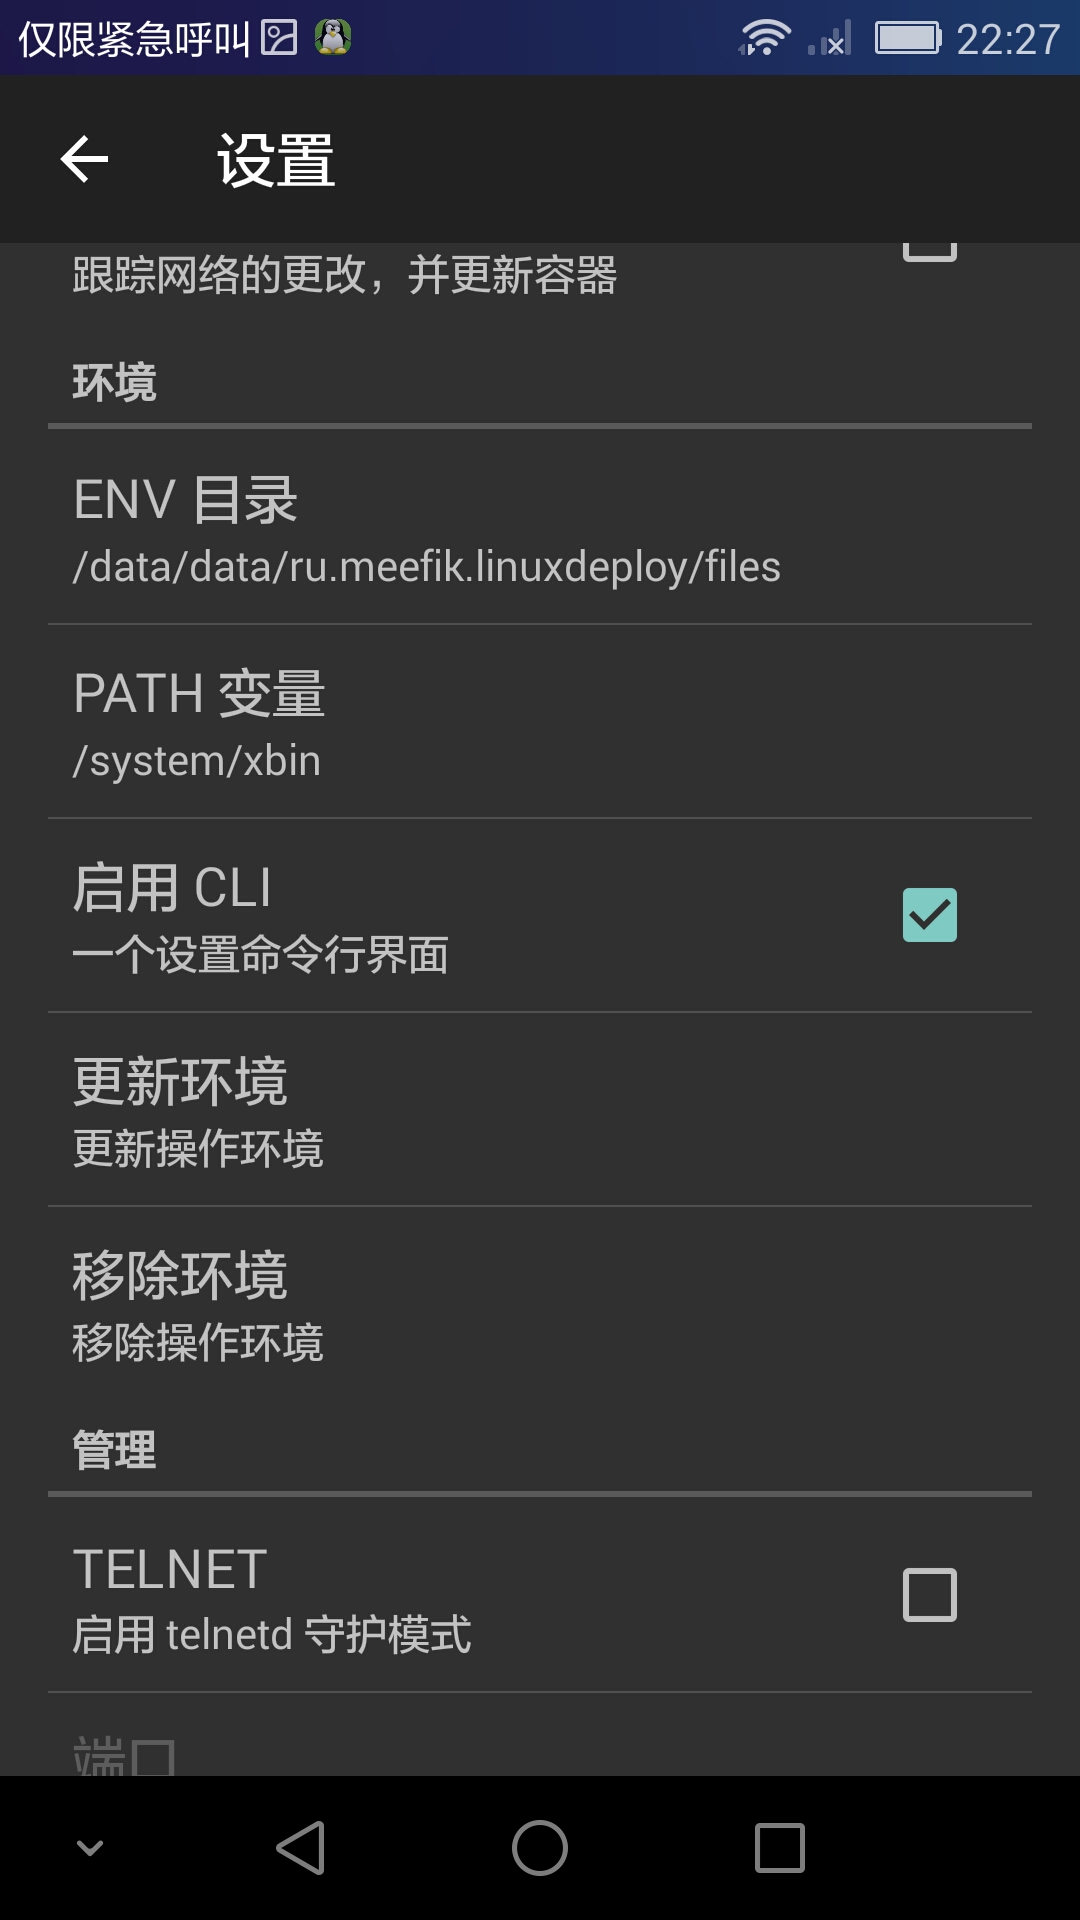 仅限紧急呼叫 22:27
设置
跟踪网络的更改，并更新容器
环境
ENV 目录
/data/data/ru.meefik.linuxdeploy/files
PATH 变量
/system/xbin
启用 CLI
一个设置命令行界面
更新环境
更新操作环境
移除环境
移除操作环境
管理
TELNET
启用 telnetd 守护模式
端口